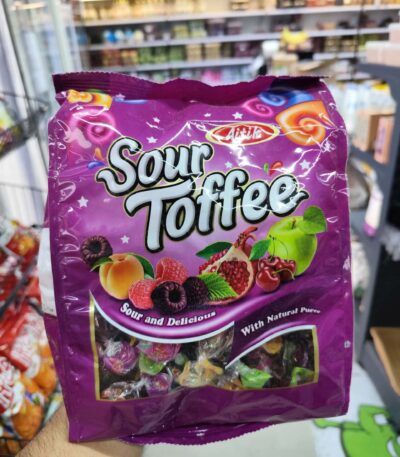 Sour
Toffee
Sour and Delicious
With Natural Puree